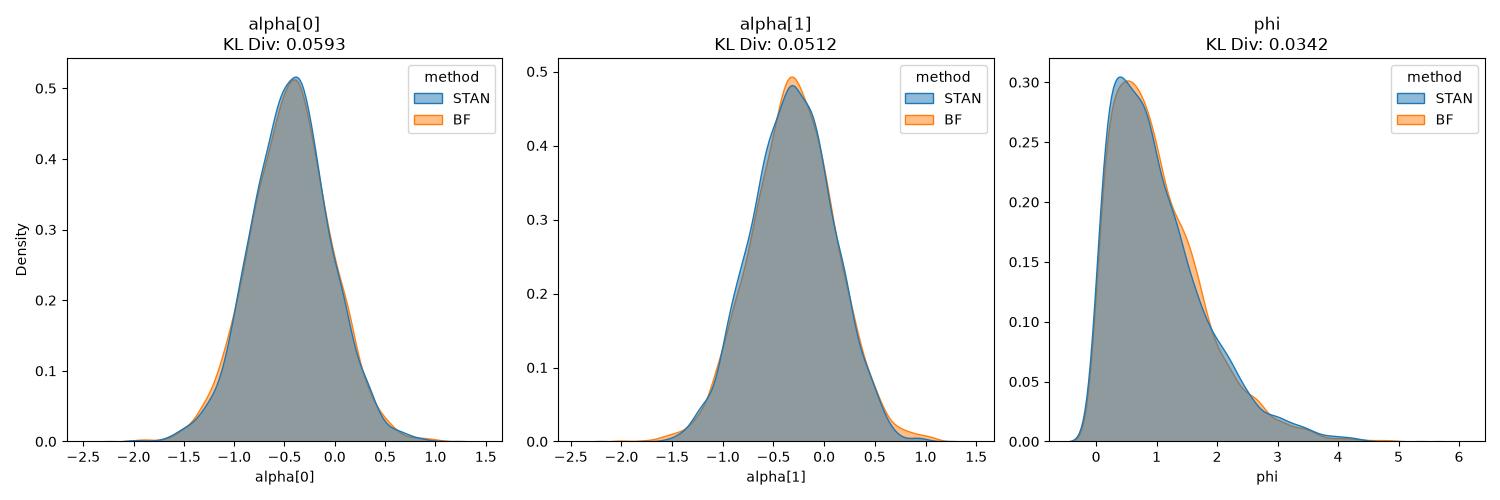 alpha[0]
KL Div: 0.0593
method
STAN
BF
0.5
0.4
0.3
0.2
0.1
0.0
Density
−2.5 −2.0 −1.5 −1.0 −0.5 0.0 0.5 1.0 1.5
alpha[0]
alpha[1]
KL Div: 0.0512
method
STAN
BF
0.5
0.4
0.3
0.2
0.1
0.0
−2.5 −2.0 −1.5 −1.0 −0.5 0.0 0.5 1.0 1.5
alpha[1]
phi
KL Div: 0.0342
method
STAN
BF
0.30
0.25
0.20
0.15
0.10
0.05
0.00
0 1 2 3 4 5 6
phi